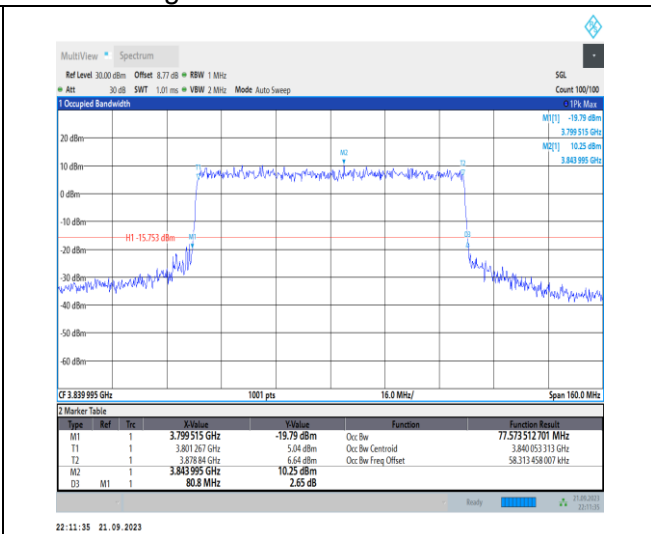 MultiView Spectrum
Ref Level 30.00 dBm Offset 8.77 dB RBW 1 MHz SGL
Att 30 dB SWT 1.01 ms VBW 2 MHz Mode Auto Sweep Count 100/100
1 Occupied Bandwidth 1Pk Max
M1[1] -19.79 dBm
3.799 515 GHz
M2[1] 10.25 dBm
3.843 995 GHz
20 dBm
M2
10 dBm
T1
T2
0 dBm
-10 dBm
H1 -15.753 dBm
M1
D3
-20 dBm
-30 dBm
-40 dBm
-50 dBm
-60 dBm
CF 3.839 995 GHz 1001 pts 16.0 MHz/ Span 160.0 MHz
2 Marker Table
Type Ref Trc X-Value Y-Value Function Function Result
M1 1 3.799 515 GHz -19.79 dBm Occ Bw 77.573 512 701 MHz
T1 1 3.801 267 GHz 5.04 dBm Occ Bw Centroid 3.840 053 313 GHz
T2 1 3.878 84 GHz 6.64 dBm Occ Bw Freq Offset 58.313 458 007 kHz
M2 1 3.843 995 GHz 10.25 dBm
D3 M1 1 80.8 MHz 2.65 dB
Ready 21.09.2023
22:11:35
22:11:35 21.09.2023